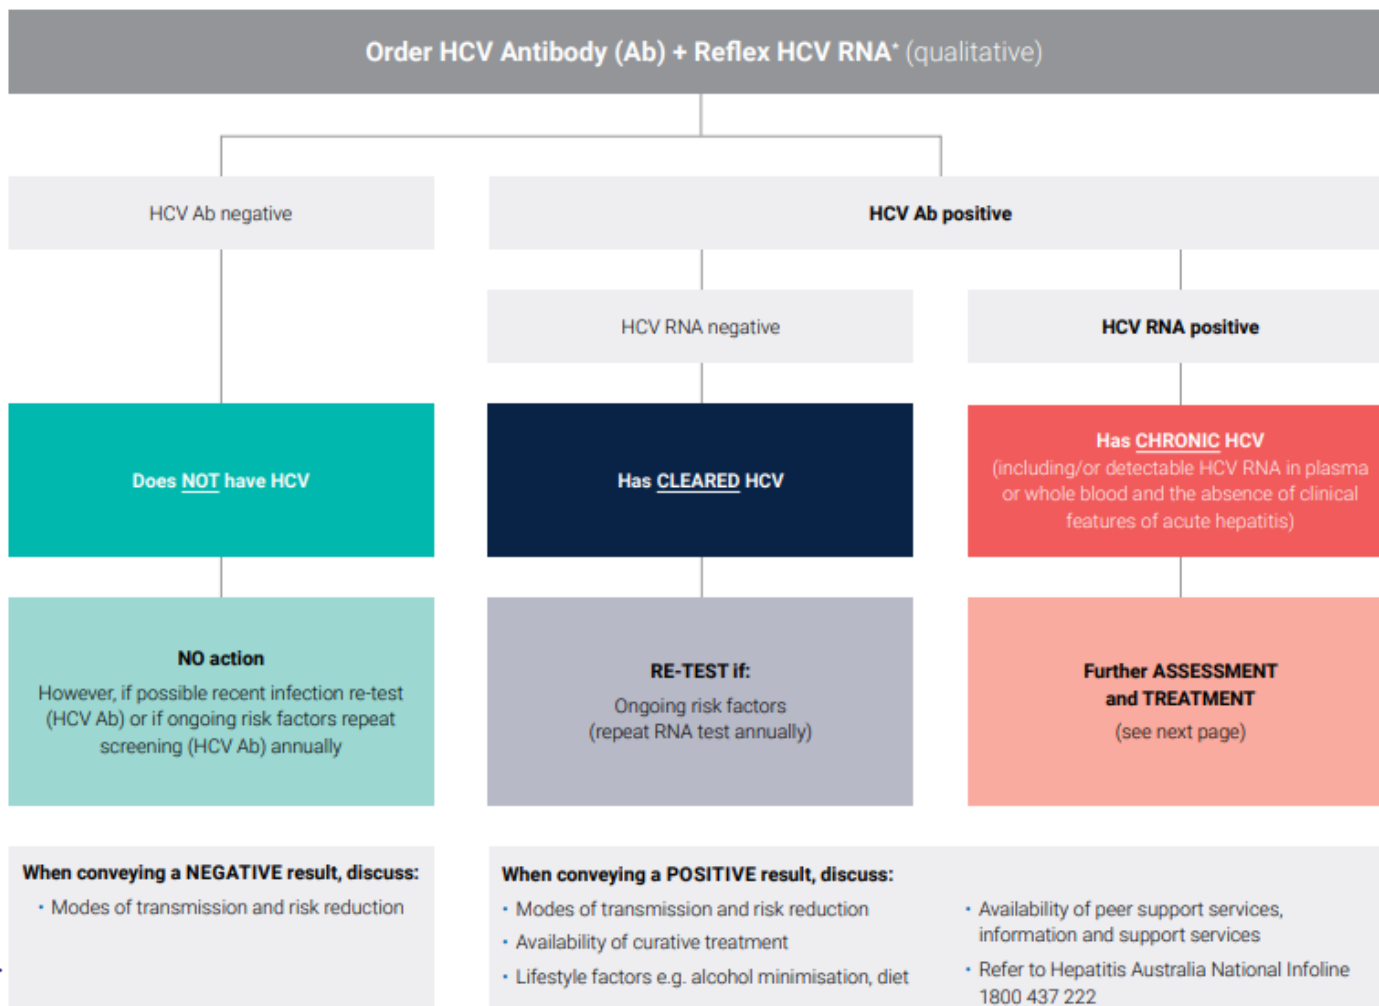 Order HCV Antibody (Ab) + Reflex HCV RNA* (qualitative)
HCV Ab negative
HCV Ab positive
HCV RNA negative
HCV RNA positive
Does NOT have HCV
Has CLEARED HCV
Has CHRONIC HCV
(including/or detectable HCV RNA in plasma
or whole blood and the absence of clinical
features of acute hepatitis)
NO action
However, if possible recent infection re-test
(HCV Ab) or if ongoing risk factors repeat
screening (HCV Ab) annually
RE-TEST if:
Ongoing risk factors
(repeat RNA test annually)
Further ASSESSMENT
and TREATMENT
(see next page)
When conveying a NEGATIVE result, discuss:
• Modes of transmission and risk reduction
When conveying a POSITIVE result, discuss:
• Modes of transmission and risk reduction
• Availability of curative treatment
• Lifestyle factors e.g. alcohol minimisation, diet
• Availability of peer support services,
information and support services
• Refer to Hepatitis Australia National Infoline
1800 437 222